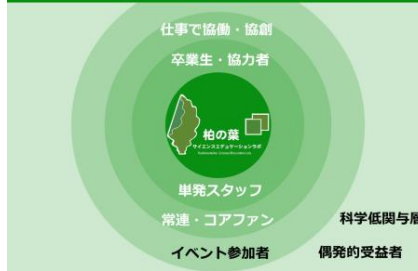 仕事で協働・協創
卒業生・協力者
柏の葉
サイエンスエデュケーションラボ
単発スタッフ
常連・コアファン
科学低関与層
イベント参加者
偶発的受益者